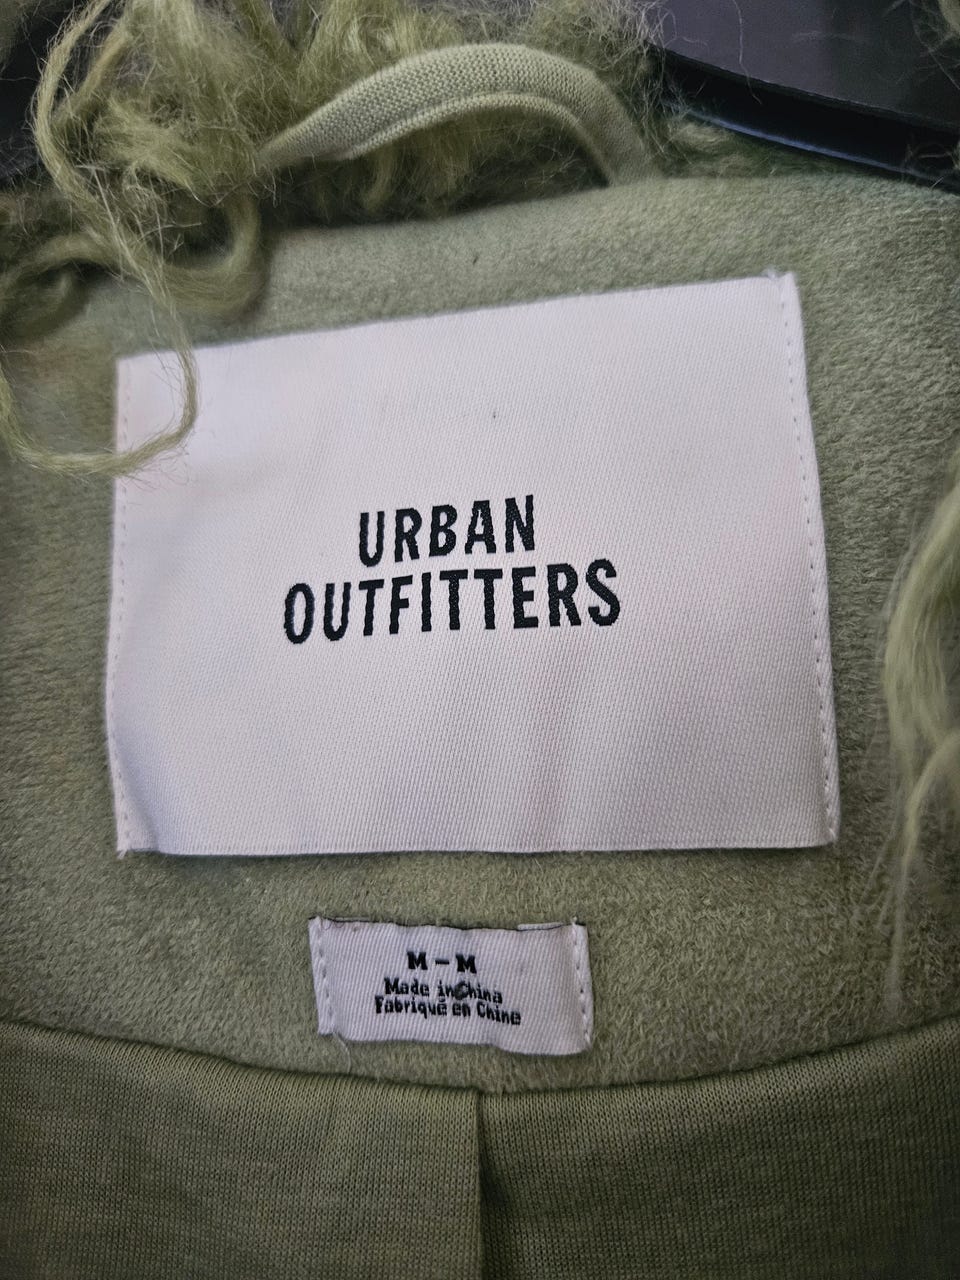 URBAN
OUTFITTERS
M - M
Made in China
Fabriqué en Chine